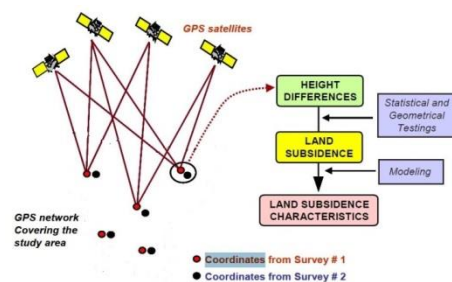 GPS satellites
HEIGHT
DIFFERENCES
Statistical and
Geometrical
Testings
LAND
SUBSIDENCE
Modeling
LAND SUBSIDENCE
CHARACTERISTICS
GPS network
Covering the
study area
Coordinates from Survey # 1
Coordinates from Survey # 2